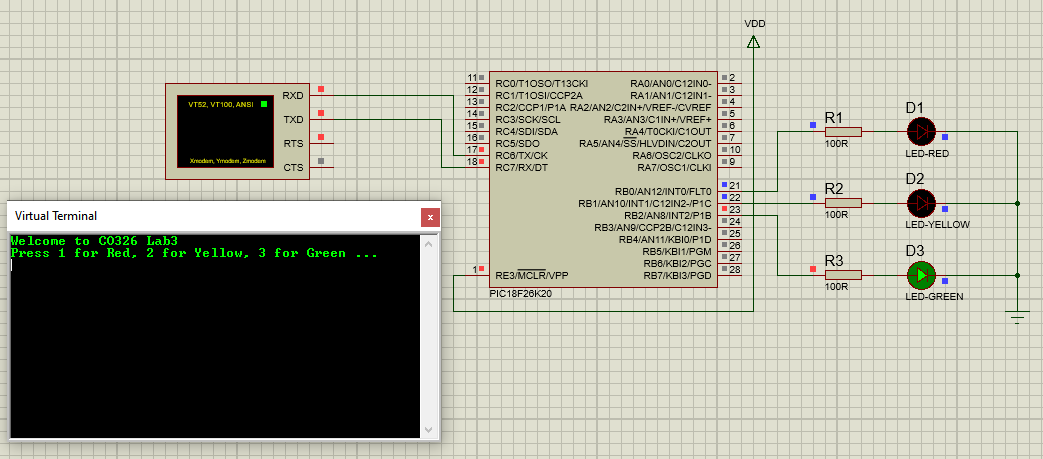 VDD
VT52, VT100, ANSI
Xmodem, Ymodem, Zmodem
RXD
TXD
RTS
CTS
11 RC0/T1OSO/T13CKI RA0/AN0/C12IN0- 2
12 RC1/T1OSI/CCP2A RA1/AN1/C12IN1- 3
13 RC2/CCP1/P1A RA2/AN2/C2IN+/VREF-/CVREF 4
14 RC3/SCK/SCL RA3/AN3/C1IN+/VREF+ 5
15 RC4/SDI/SDA RA4/T0CKI/C1OUT 6
16 RC5/SDO RA5/AN4/SS/HLVDIN/C2OUT 7
17 RC6/TX/CK RA6/OSC2/CLKO 10
18 RC7/RX/DT RA7/OSC1/CLKI 9
RB0/AN12/INT0/FLT0 21
RB1/AN10/INT1/C12IN2-/P1C 22
RB2/AN8/INT2/P1B 23
RB3/AN9/CCP2B/C12IN3- 24
RB4/AN11/KBI0/P1D 25
RB5/KBI1/PGM 26
RB6/KBI2/PGC 27
1 RE3/MCLR/VPP RB7/KBI3/PGD 28
PIC18F26K20
R1
100R
D1
LED-RED
R2
100R
D2
LED-YELLOW
R3
100R
D3
LED-GREEN
Virtual Terminal
x
Welcome to CO326 Lab3
Press 1 for Red, 2 for Yellow, 3 for Green ...